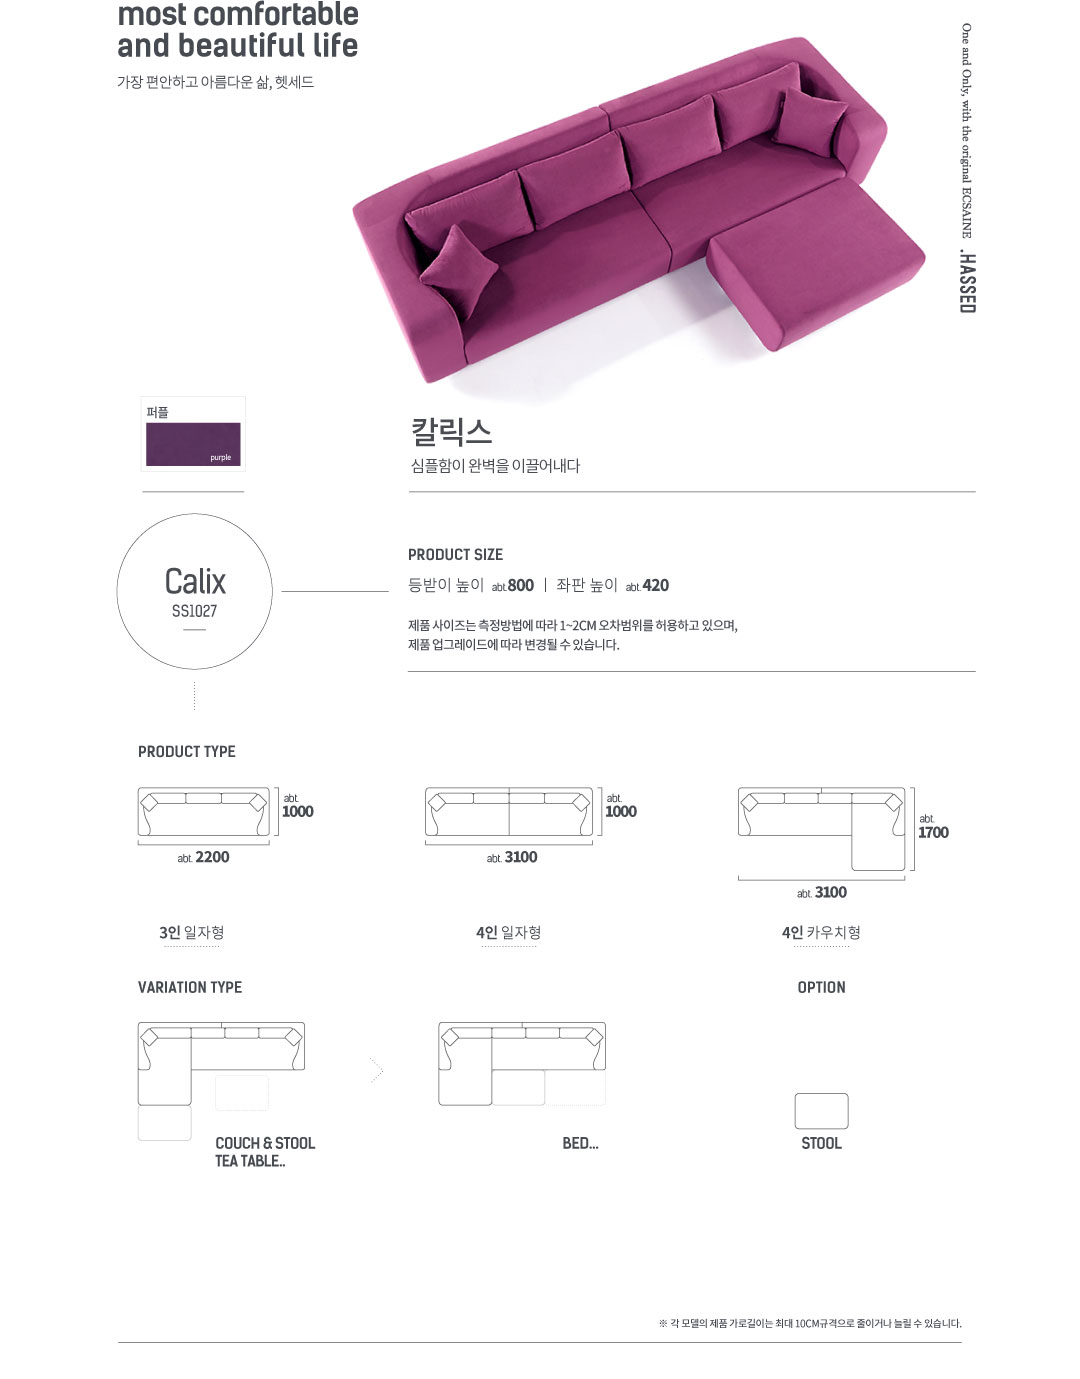 most comfortable
and beautiful life
가장 편안하고 아름다운 삶, 헷세드
One and Only, with the original ECSAINE .HASSED
퍼플
purple
칼릭스
심플함이 완벽을 이끌어내다
Calix
SS1027
PRODUCT SIZE
등받이 높이 abt.800 | 좌판 높이 abt.420
제품 사이즈는 측정방법에 따라 1~2CM 오차범위를 허용하고 있으며,
제품 업그레이드에 따라 변경될 수 있습니다.
PRODUCT TYPE
abt.
1000
abt. 2200
3인 일자형
abt.
1000
abt. 3100
4인 일자형
abt.
1700
abt. 3100
4인 카우치형
VARIATION TYPE
OPTION
COUCH & STOOL
TEA TABLE..
BED...
STOOL
※ 각 모델의 제품 가로길이는 최대 10CM규격으로 줄이거나 늘릴 수 있습니다.